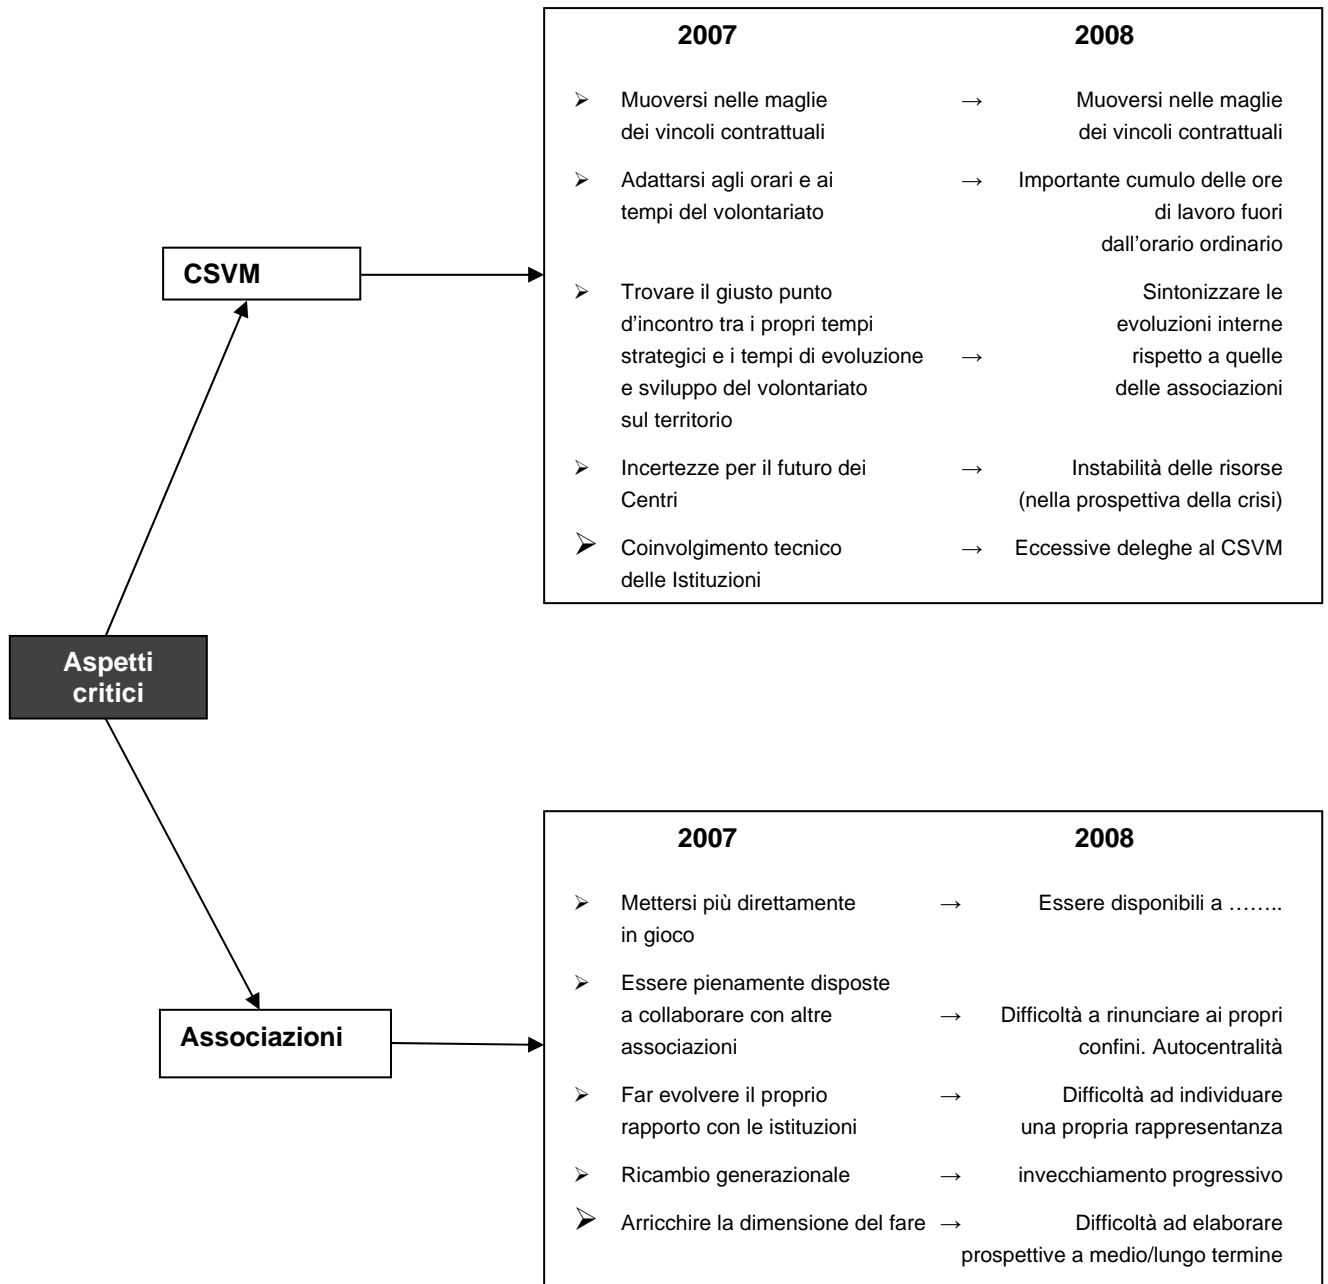 2007 2008
➢ Muoversi nelle maglie → Muoversi nelle maglie
dei vincoli contrattuali dei vincoli contrattuali
➢ Adattarsi agli orari e ai → Importante cumulo delle ore
tempi del volontariato di lavoro fuori
dall'orario ordinario
CSVM
➢ Trovare il giusto punto Sintonizzare le
d'incontro tra i propri tempi evoluzioni interne
strategici e i tempi di evoluzione → rispetto a quelle
e sviluppo del volontariato delle associazioni
sul territorio
➢ Incertezze per il futuro dei → Instabilità delle risorse
Centri (nella prospettiva della crisi)
➢ Coinvolgimento tecnico → Eccessive deleghe al CSVM
delle Istituzioni
Aspetti
critici
2007 2008
➢ Mettersi più direttamente → Essere disponibili a ……..
in gioco
➢ Essere pienamente disposte
a collaborare con altre → Difficoltà a rinunciare ai propri
associazioni confini. Autocentralità
Associazioni
➢ Far evolvere il proprio → Difficoltà ad individuare
rapporto con le istituzioni una propria rappresentanza
➢ Ricambio generazionale → invecchiamento progressivo
➢ Arricchire la dimensione del fare → Difficoltà ad elaborare
prospettive a medio/lungo termine